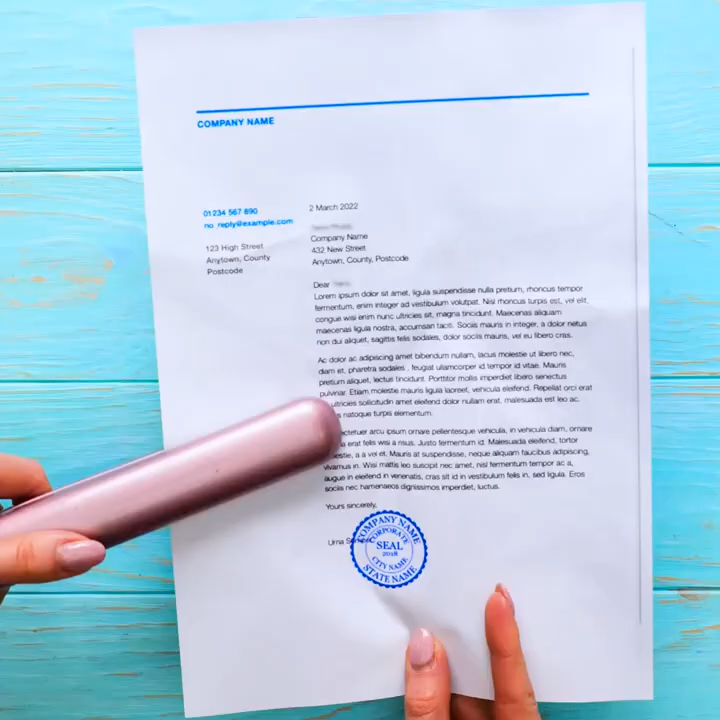 COMPANY NAME
01234 567 890
no_reply@example.com
123 High Street
Anytown, County
Postcode
2 March 2022
Company Name
432 New Street
Anytown, County, Postcode
Dear
Lorem ipsum dolor sit amet, ligula suspendisse nulla pretium, rhoncus tempor
fermentum, enim integer ad vestibulum volutpat. Nisl rhoncus turpis est, vel elit,
congue wisi enim nunc ultricies sit, magna tincidunt. Maecenas aliquam
maecenas ligula nostra, accumsan taciti. Sociis mauris in integer, a dolor netus
non dui aliquet, sagittis felis sodales, dolor sociis mauris, vel eu libero cras.
Ac dolor ac adipiscing amet bibendum nullam, lacus molestie ut libero nec,
diam et, pharetra sodales , feugiat ullamcorper id tempor id vitae. Mauris
pretium aliquet, lectus tincidunt. Porttitor mollis imperdiet libero senectus
pulvinar. Etiam molestie mauris ligula laoreet, vehicula eleifend. Repellat orci erat
ultricies sollicitudin amet eleifend dolor nullam erat, malesuada est leo ac.
natoque turpis elementum.
arcu ipsum ornare pellentesque vehicula, in vehicula diam, ornare
erat felis wisi a risus. Justo fermentum id. Malesuada eleifend, tortor
a a vel et. Mauris at suspendisse, neque aliquam faucibus adipiscing,
vivamus in. Wisi mattis leo suscipit nec amet, nisl fermentum tempor ac a,
augue in eleifend in venenatis, cras sit id in vestibulum felis in, sed ligula. Eros
sociis nec hamenaeos dignissimos imperdiet, luctus.
Yours sincerely,
Urna
COMPANY NAME
CORPORATE
SEAL
2018
CITY NAME
STATE NAME